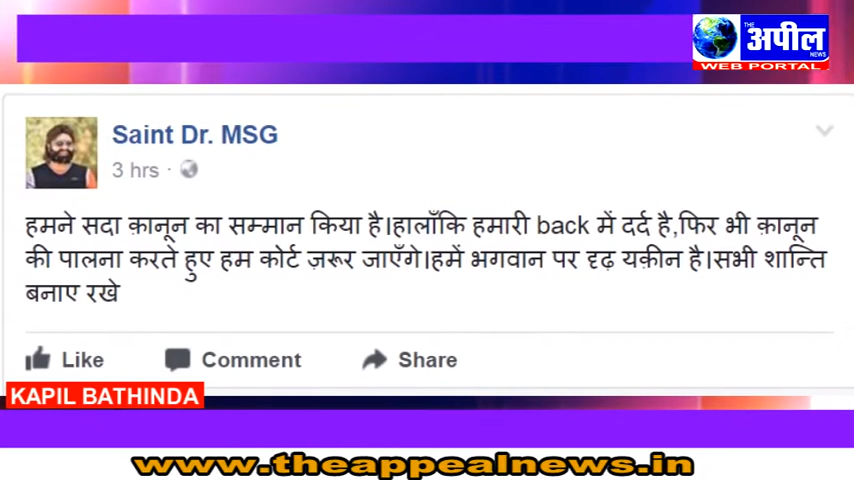 THE
अपील
NEWS
WEB PORTAL
Saint Dr. MSG
3 hrs ·
हमने सदा क़ानून का सम्मान किया है।हालाँकि हमारी back में दर्द है,फिर भी क़ानून
की पालना करते हुए हम कोर्ट ज़रूर जाएँगे।हमें भगवान पर दृढ़ यक़ीन है।सभी शान्ति
बनाए रखे
Like Comment Share
KAPIL BATHINDA
www.theappealnews.in